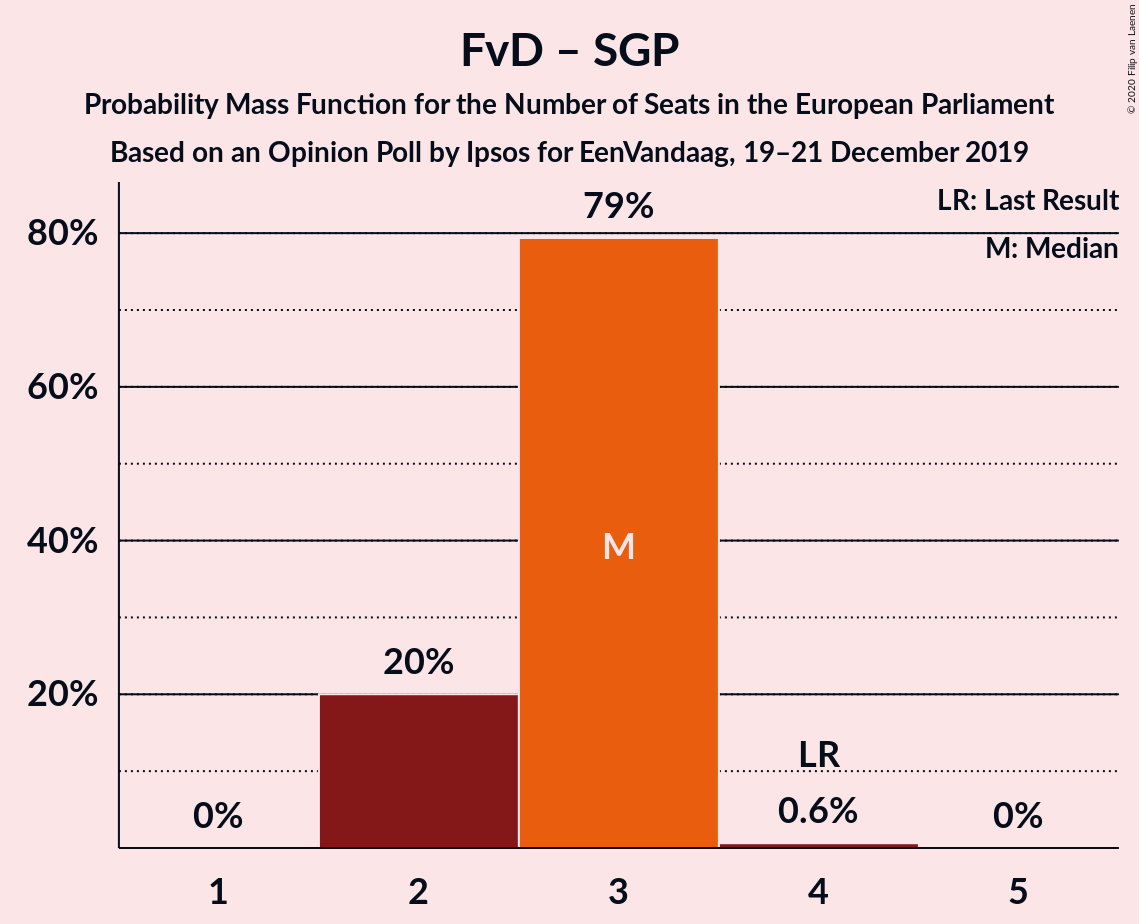 FvD – SGP
Probability Mass Function for the Number of Seats in the European Parliament
Based on an Opinion Poll by Ipsos for EenVandaag, 19–21 December 2019
© 2020 Filip van Laenen
LR: Last Result
M: Median
80%
60%
40%
20%
0%
20%
79%
M
LR
0.6%
0%
1
2
3
4
5